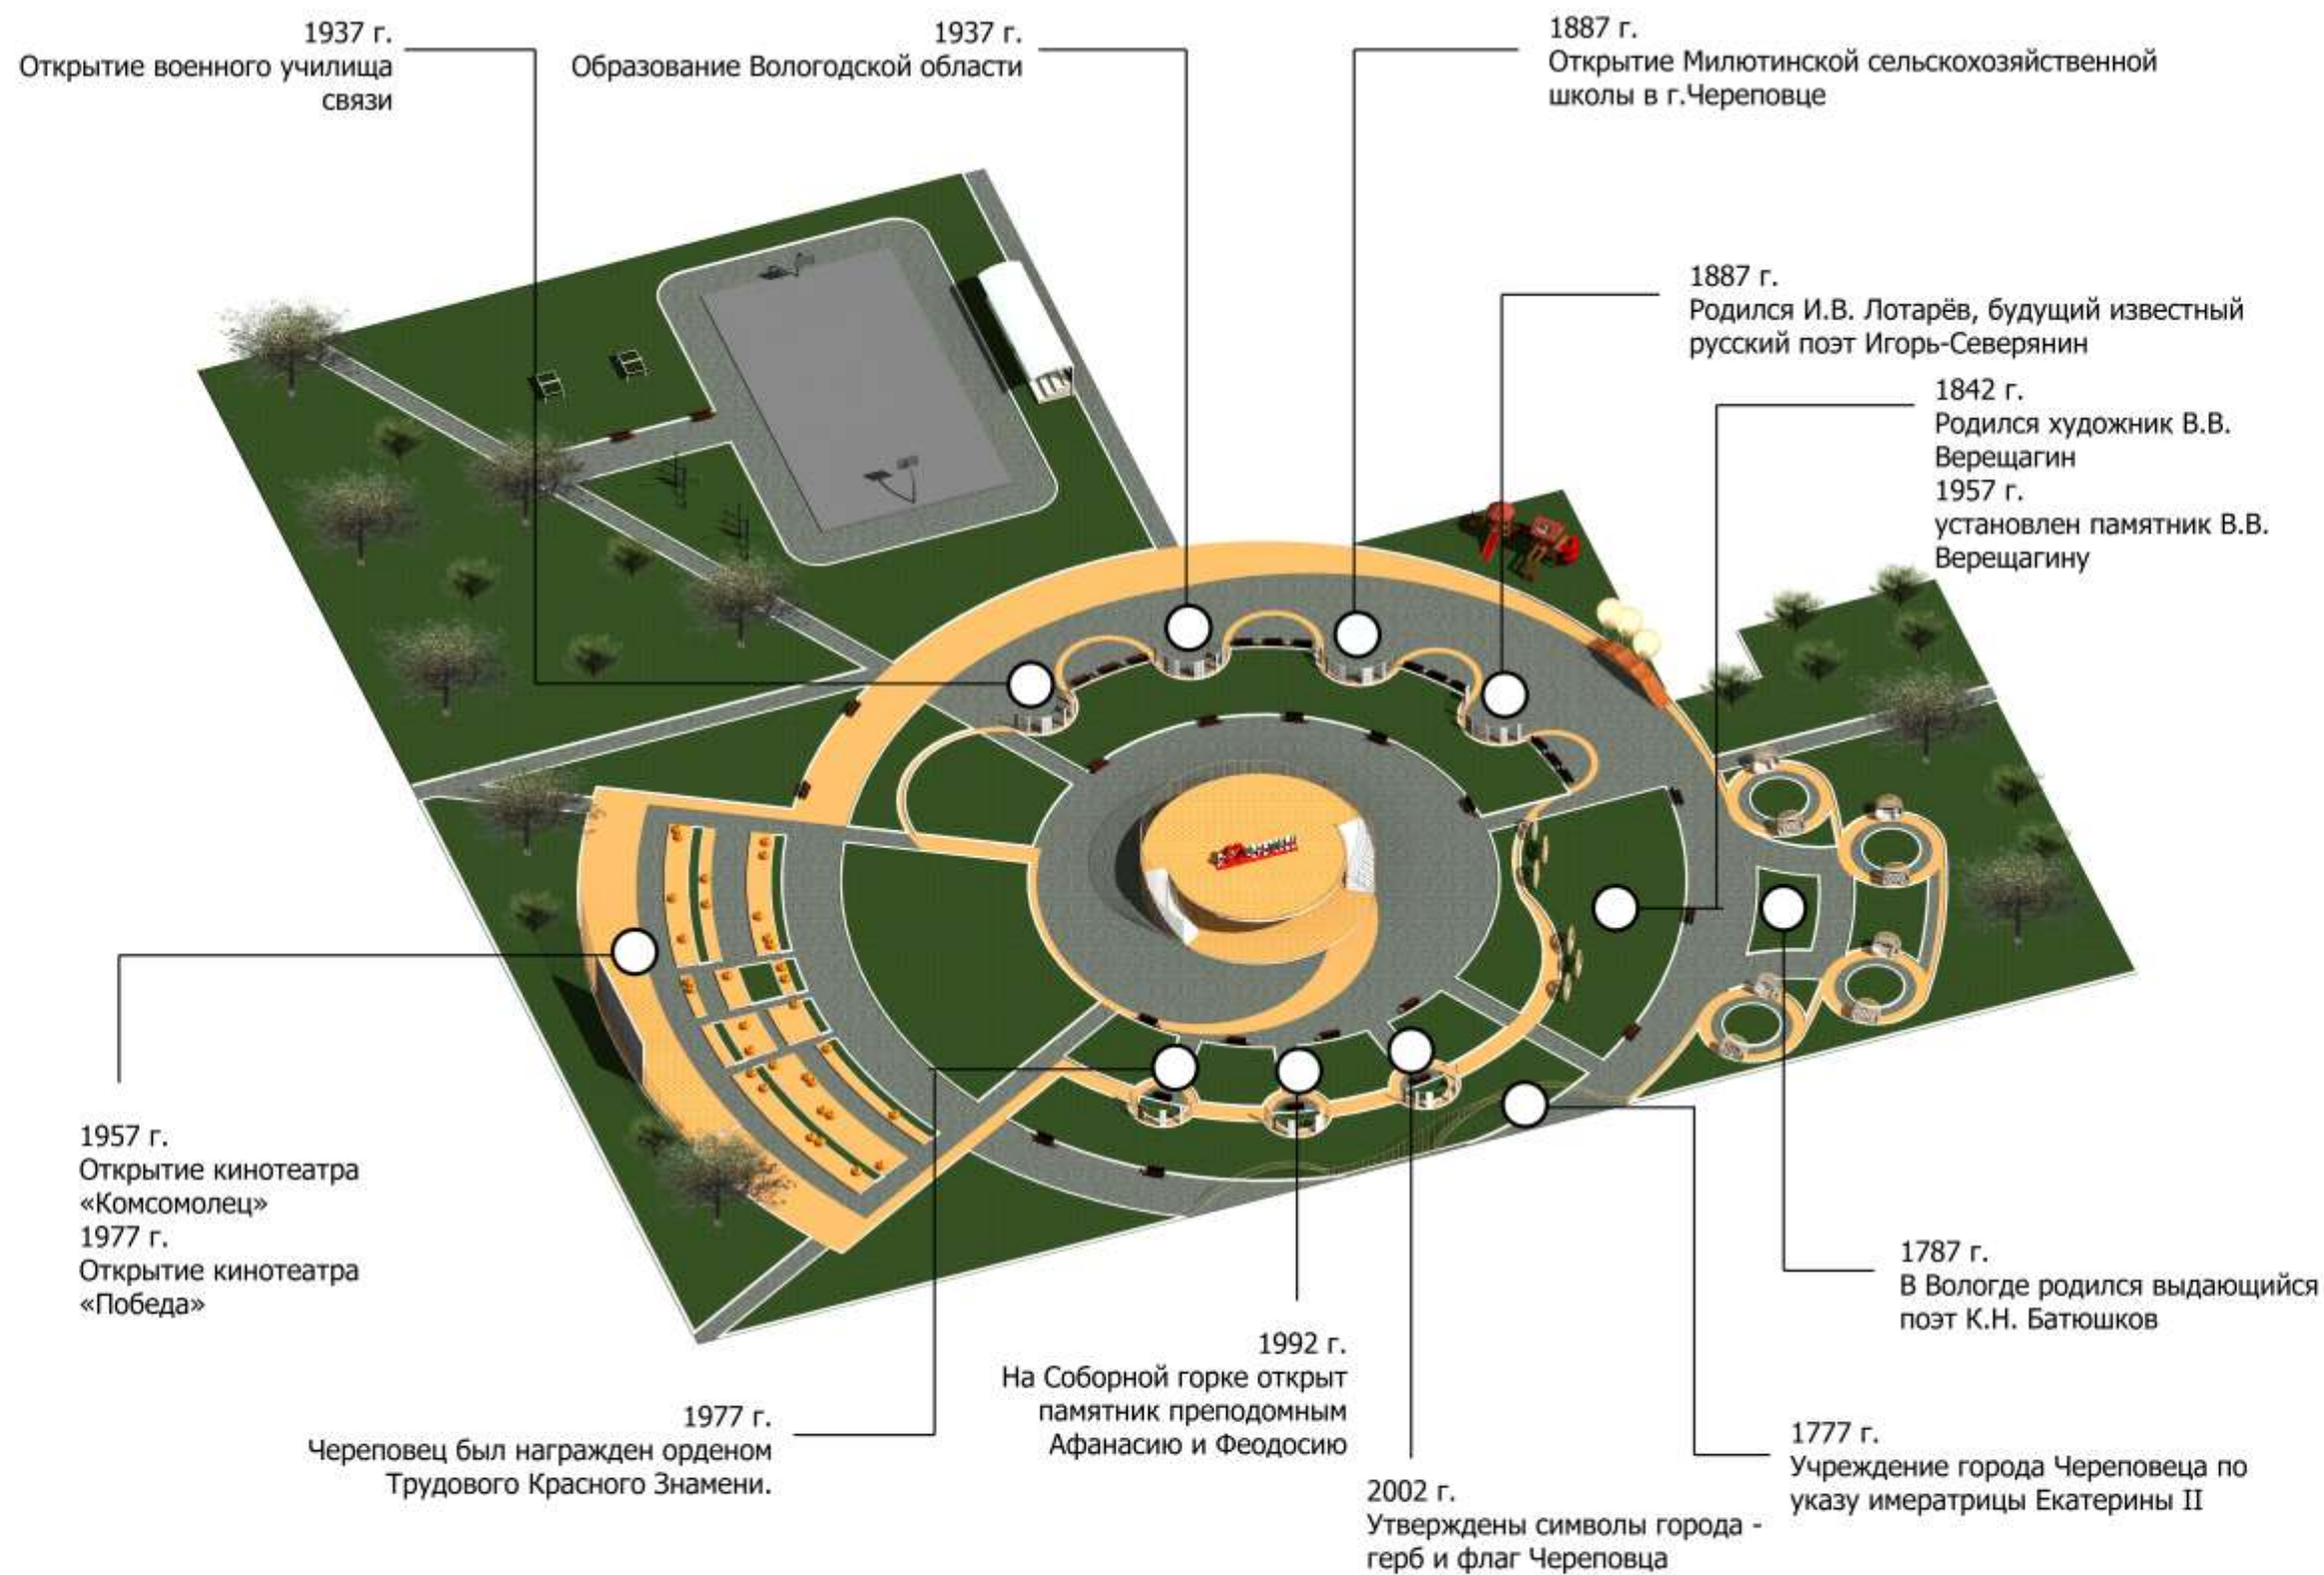 1937 г.
Открытие военного училища
связи
1937 г.
Образование Вологодской области
1887 г.
Открытие Милютинской сельскохозяйственной
школы в г.Череповце
1887 г.
Родился И.В. Лотарёв, будущий известный
русский поэт Игорь-Северянин
1842 г.
Родился художник В.В.
Верещагин
1957 г.
установлен памятник В.В.
Верещагину
1957 г.
Открытие кинотеатра
«Комсомолец»
1977 г.
Открытие кинотеатра
«Победа»
1977 г.
Череповец был награжден орденом
Трудового Красного Знамени.
1992 г.
На Соборной горке открыт
памятник преподомным
Афанасию и Феодосию
2002 г.
Утверждены символы города -
герб и флаг Череповца
1777 г.
Учреждение города Череповеца по
указу имератрицы Екатерины II
1787 г.
В Вологде родился выдающийся
поэт К.Н. Батюшков